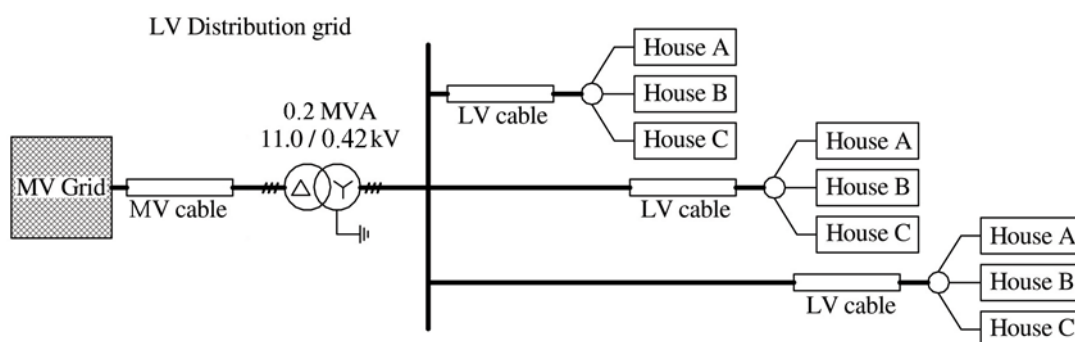 LV Distribution grid
0.2 MVA
11.0 / 0.42 kV
MV Grid
MV cable
Δ
Y
LV cable
House A
House B
House C
LV cable
House A
House B
House C
LV cable
House A
House B
House C